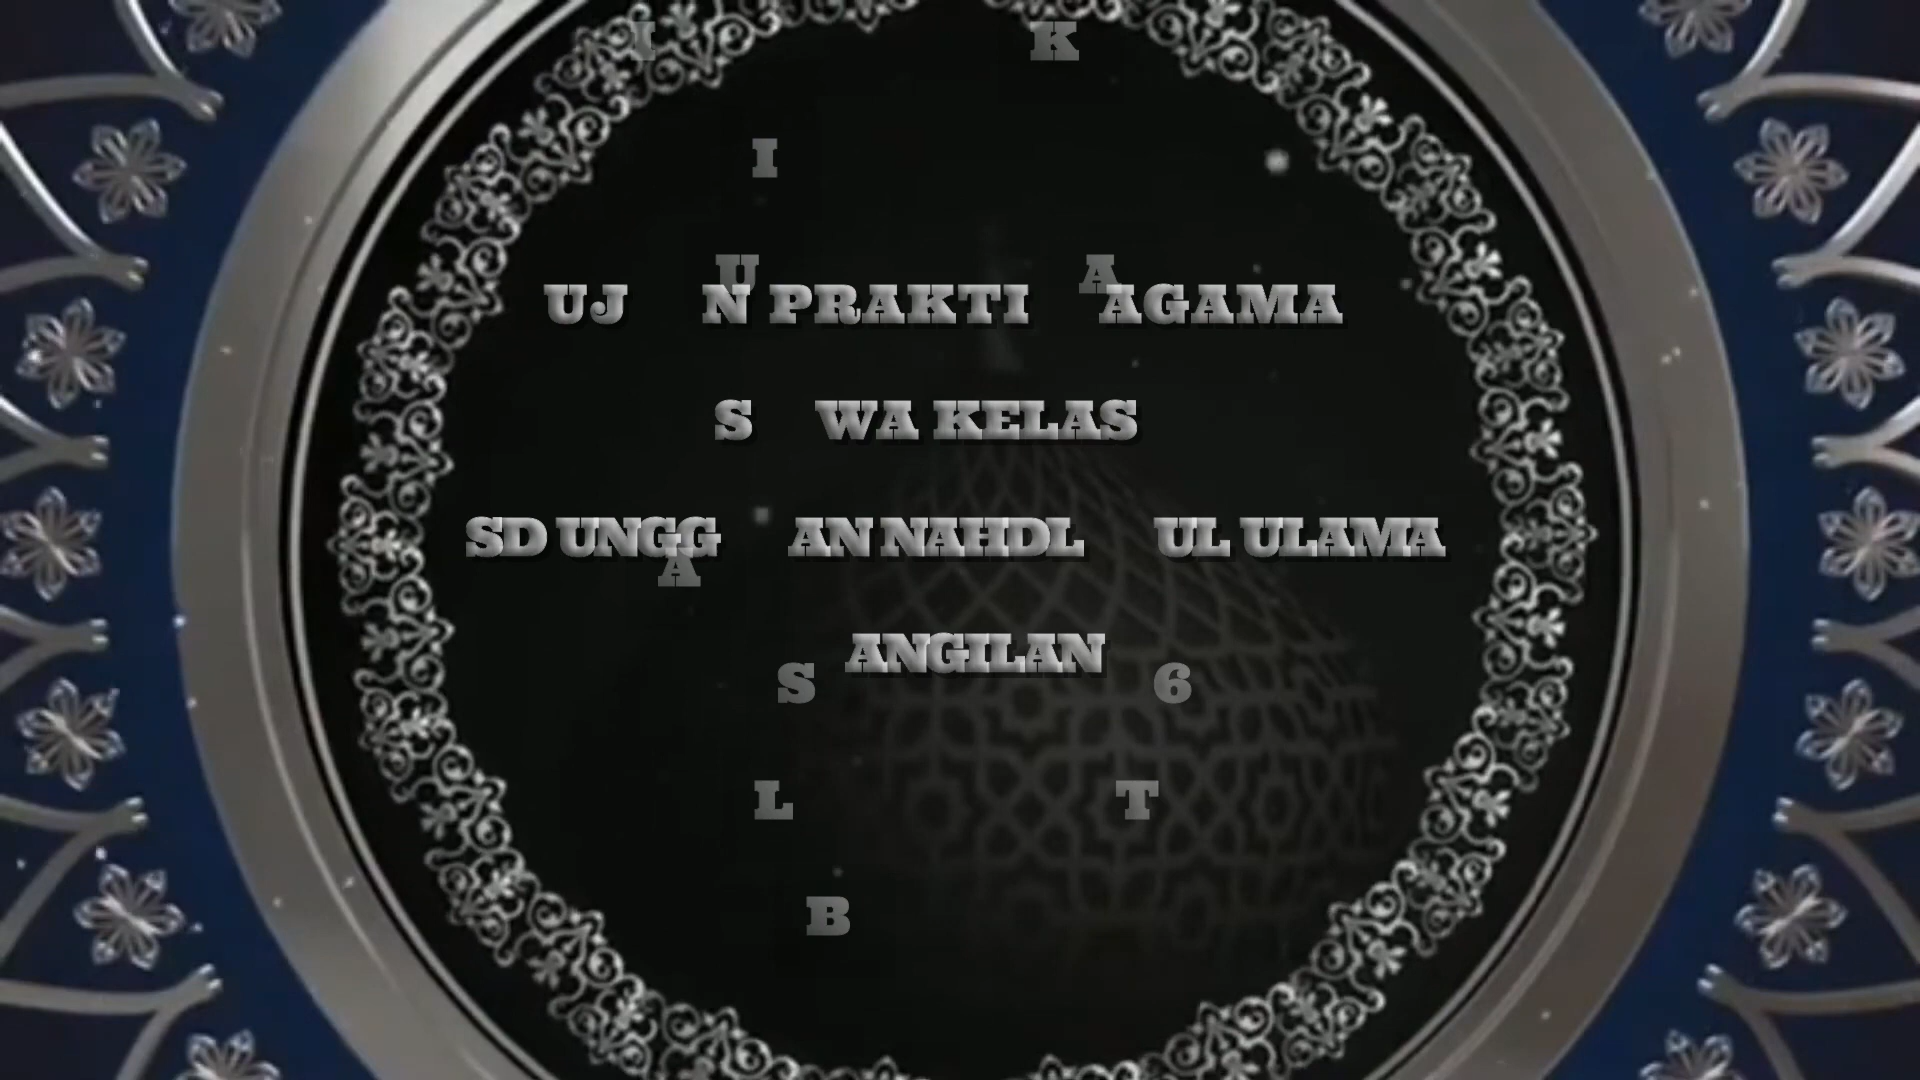 I K
I
U A
UJ N PRAKTI AGAMA
S WA KELAS
SD UNGG AN NAHDL UL ULAMA
A
ANGILAN
S 6
L T
B